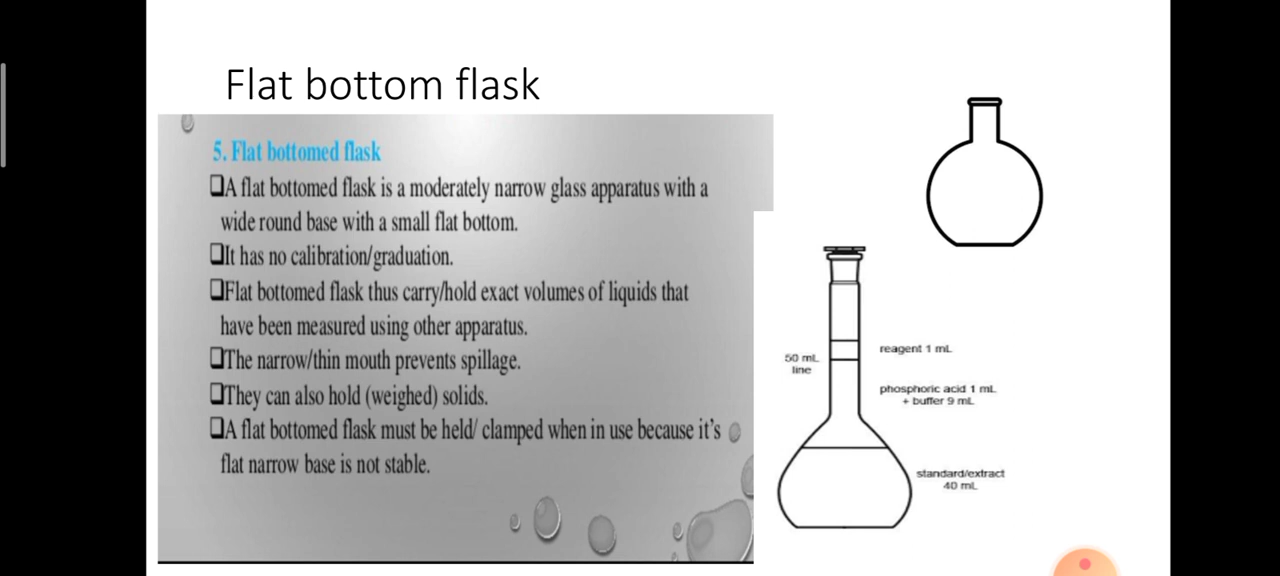 Flat bottom flask
5. Flat bottomed flask
❑A flat bottomed flask is a moderately narrow glass apparatus with a
wide round base with a small flat bottom.
❑It has no calibration/graduation.
❑Flat bottomed flask thus carry/hold exact volumes of liquids that
have been measured using other apparatus.
❑The narrow/thin mouth prevents spillage.
❑They can also hold (weighed) solids.
❑A flat bottomed flask must be held/ clamped when in use because it’s
flat narrow base is not stable.
50 mL
line
reagent 1 mL
phosphoric acid 1 mL
+ buffer 9 mL
standard/extract
40 mL